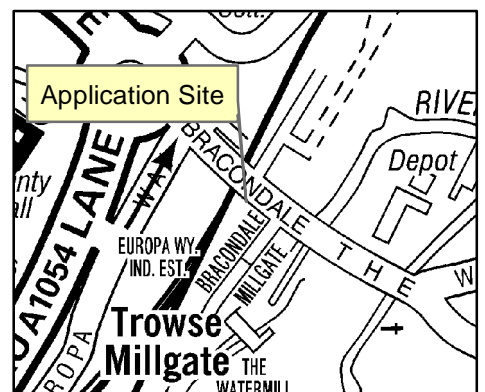 Application Site
RIVE
BRACONDALE
Depot
A1054 LANE
WA
nty
all
EUROPA WY.
IND. EST.
BRACONDALE
MILLGATE
THE
W
Trowse
Millgate
THE
WATERMILL
ROPA